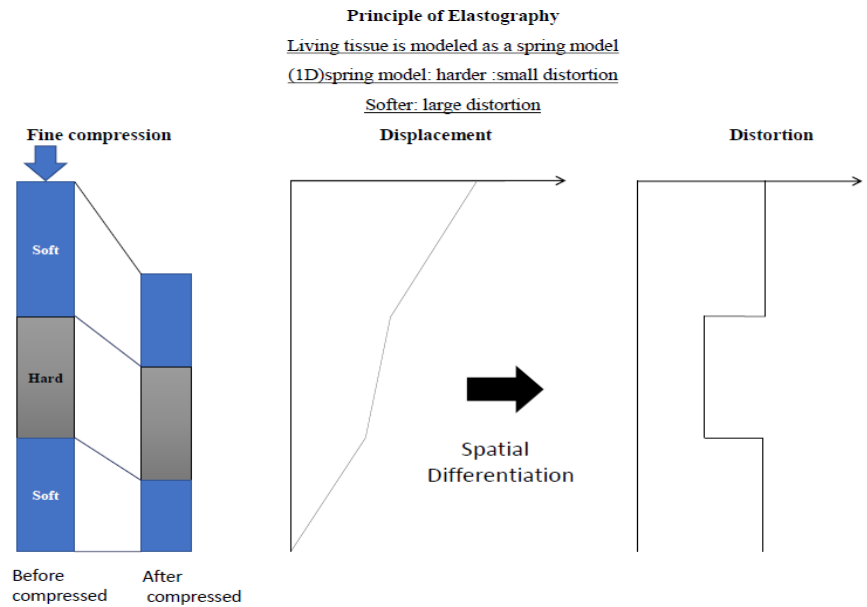 Principle of Elastography
Living tissue is modeled as a spring model
(1D)spring model: harder :small distortion
Softer: large distortion
Fine compression
Displacement
Distortion
Soft
Hard
Soft
Spatial
Differentiation
Before
compressed
After
compressed